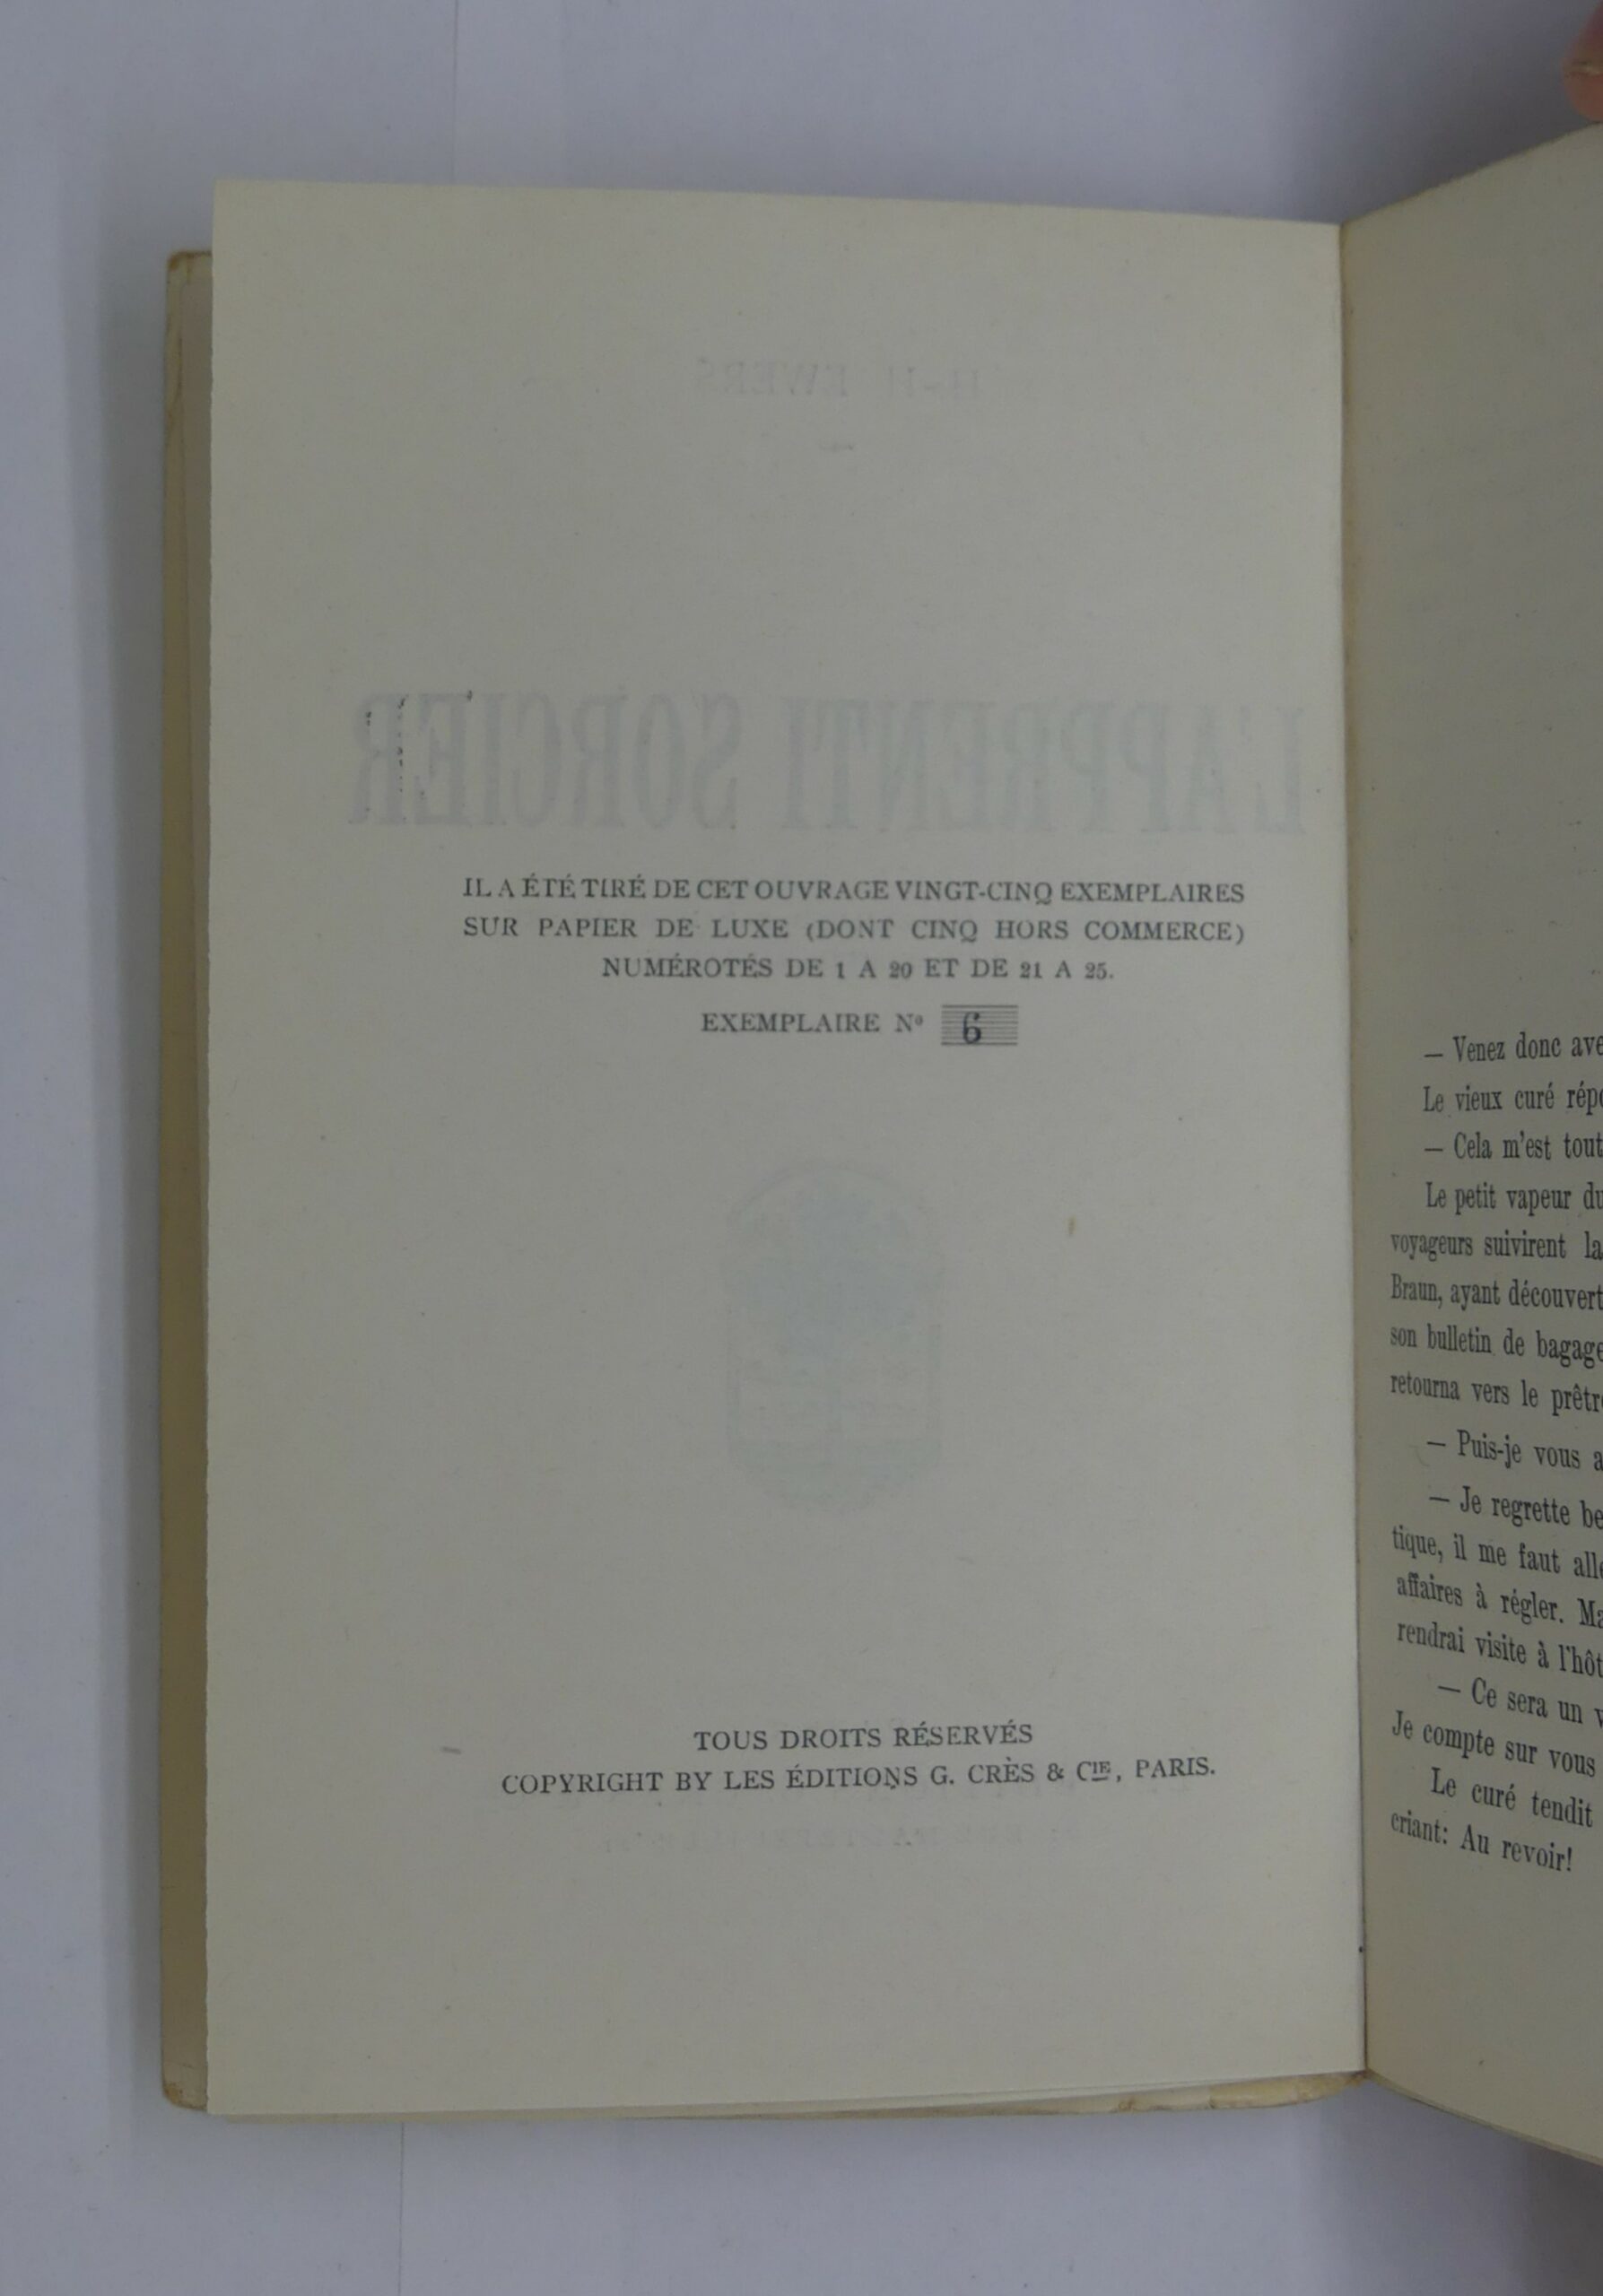 H-H EWERS
L'APPRENTI SORCIER
IL A ÉTÉ TIRÉ DE CET OUVRAGE VINGT-CINQ EXEMPLAIRES
SUR PAPIER DE LUXE (DONT CINQ HORS COMMERCE)
NUMÉROTÉS DE 1 A 20 ET DE 21 A 25.
EXEMPLAIRE Nº 6
TOUS DROITS RÉSERVÉS
COPYRIGHT BY LES ÉDITIONS G. CRÈS & CIE, PARIS.
— Venez donc ave
Le vieux curé rép
— Cela m'est tout
Le petit vapeur du
voyageurs suivirent la
Braun, ayant découvert
son bulletin de bagage
retourna vers le prêtr
— Puis-je vous a
— Je regrette be
tique, il me faut all
affaires à régler. Ma
rendrai visite à l'hôt
— Ce sera un v
Je compte sur vous
Le curé tendit
criant: Au revoir!